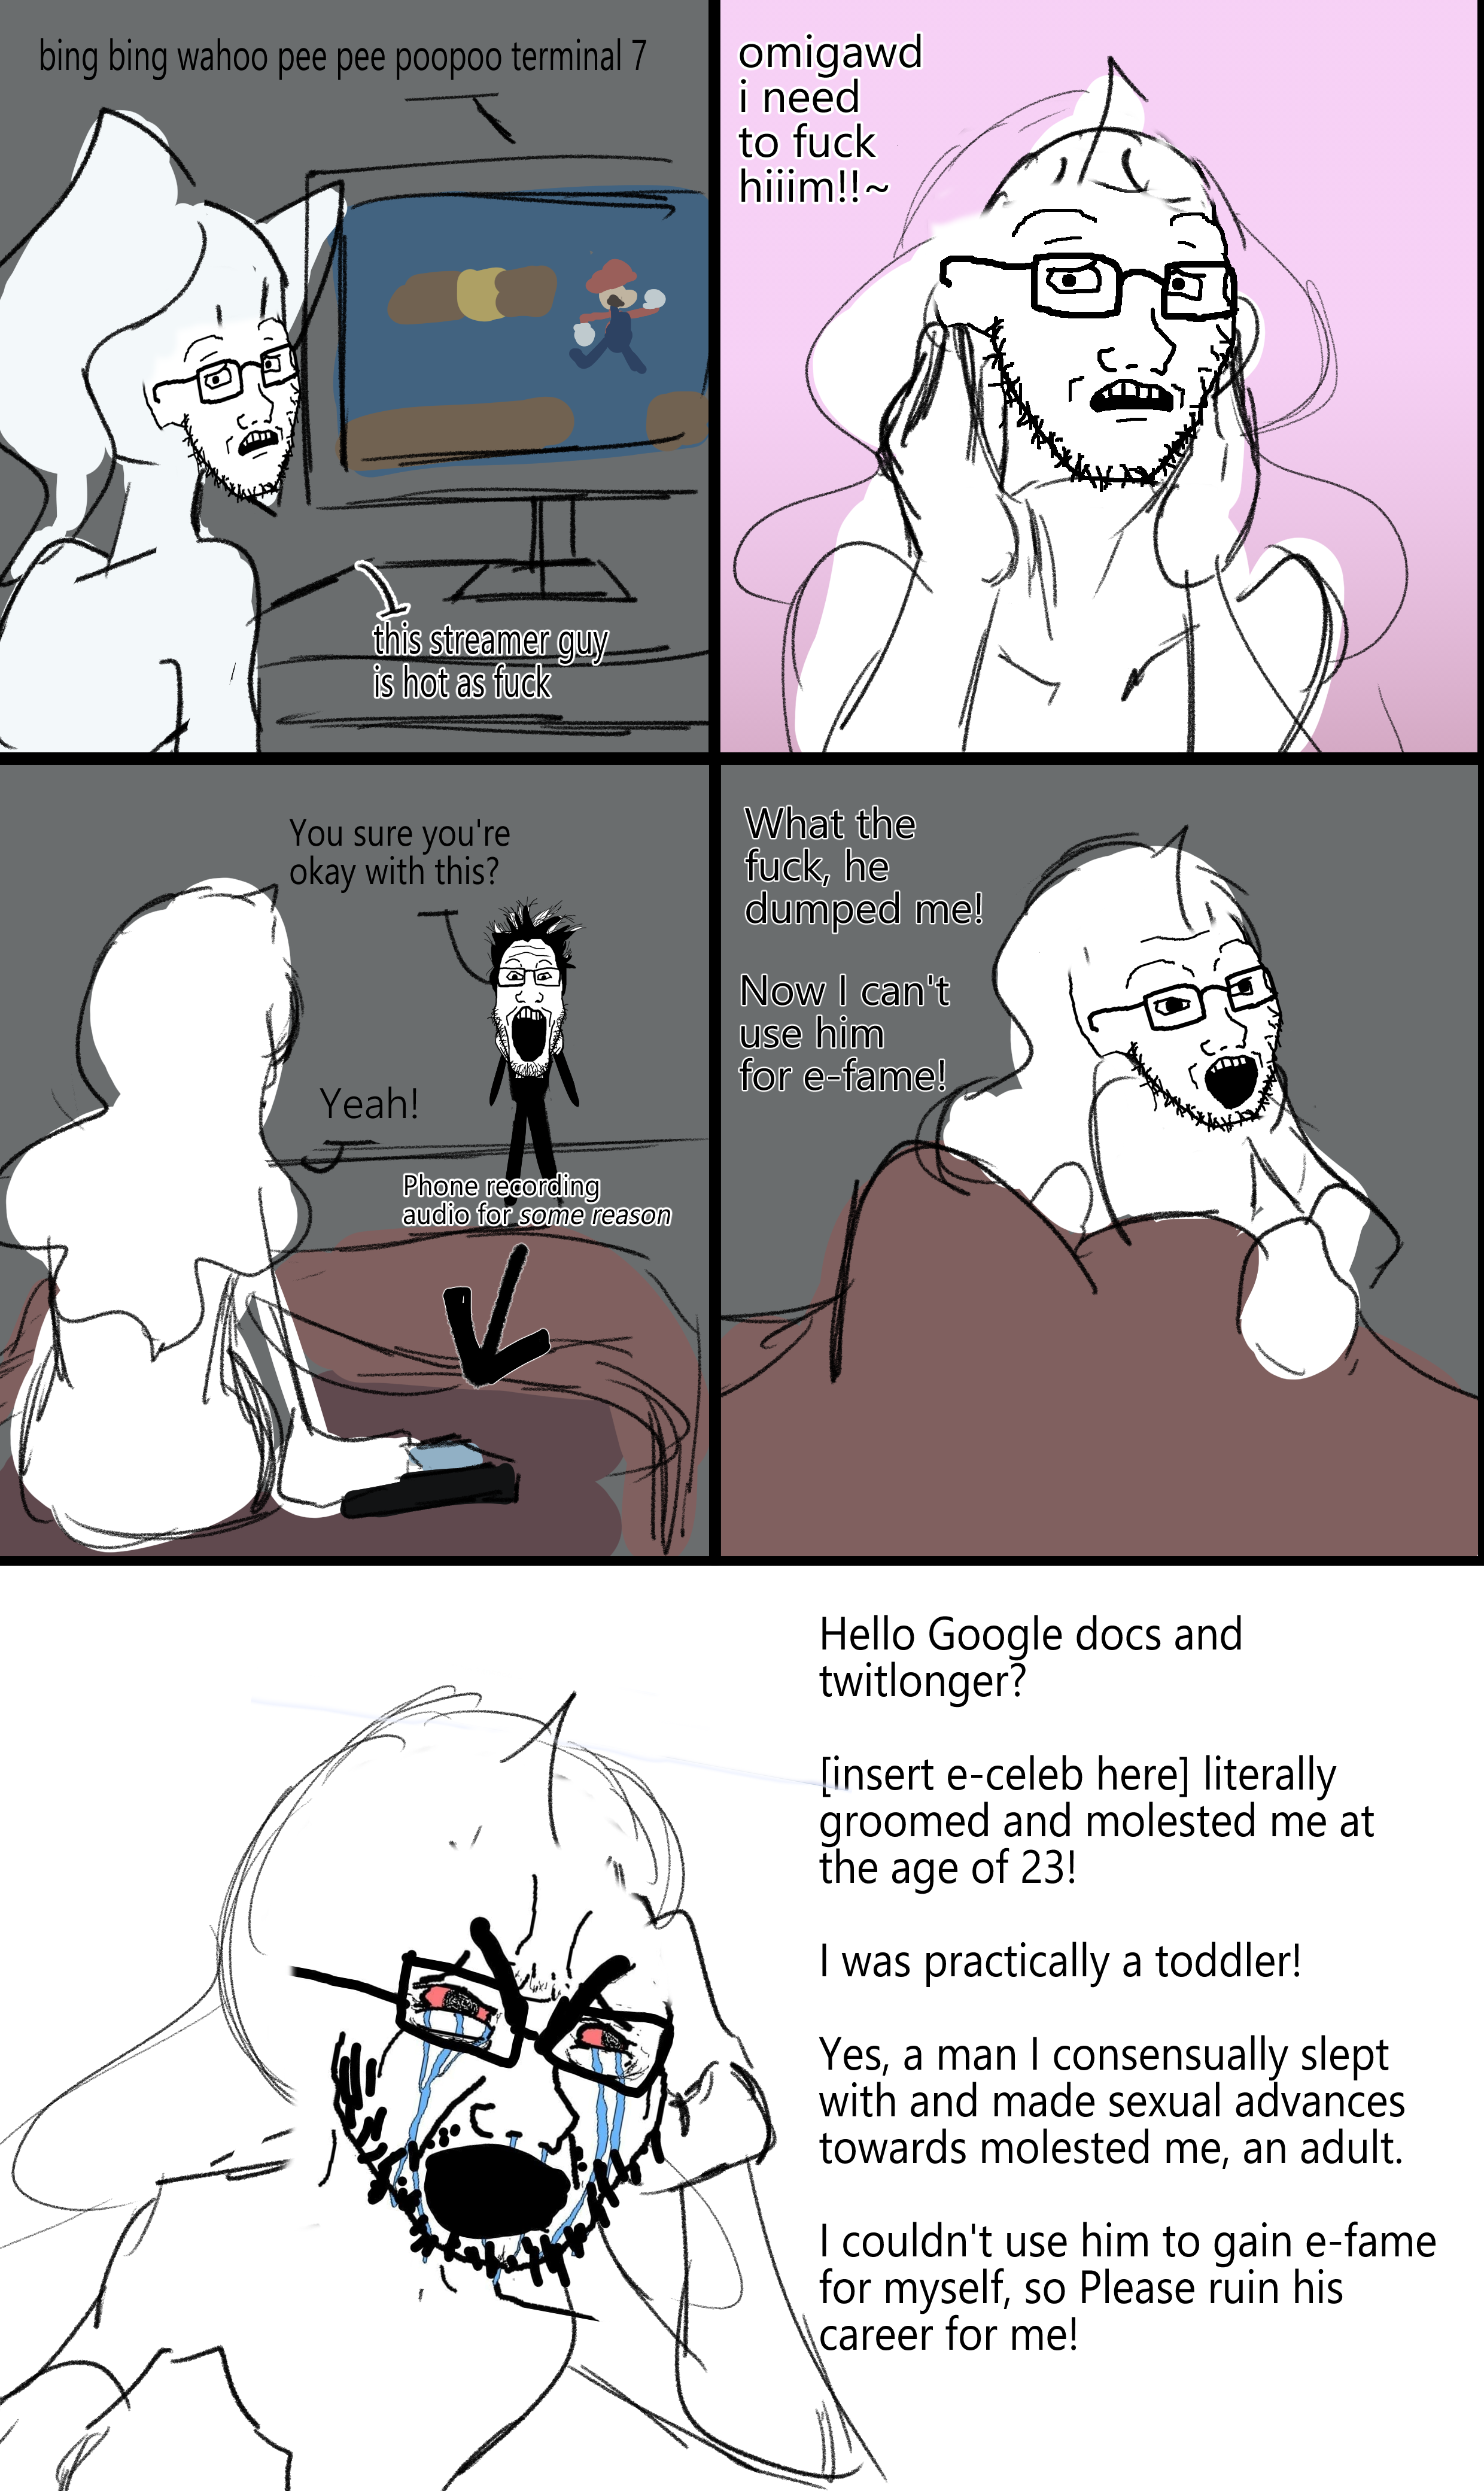 bing bing wahoo pee pee poopoo terminal 7
this streamer guy
is hot as fuck
omigawd
i need
to fuck
hiiim!!~
You sure you're
okay with this?
Yeah!
Phone recording
audio for some reason
What the
fuck, he
dumped me!
Now I can't
use him
for e-fame!
Hello Google docs and
twitlonger?
[insert e-celeb here] literally
groomed and molested me at
the age of 23!
I was practically a toddler!
Yes, a man I consensually slept
with and made sexual advances
towards molested me, an adult.
I couldn't use him to gain e-fame
for myself, so Please ruin his
career for me!